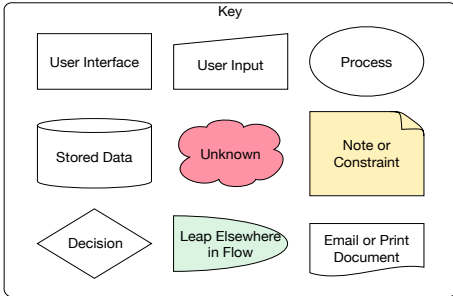 Key
User Interface
User Input
Process
Stored Data
Unknown
Note or
Constraint
Decision
Leap Elsewhere
in Flow
Email or Print
Document